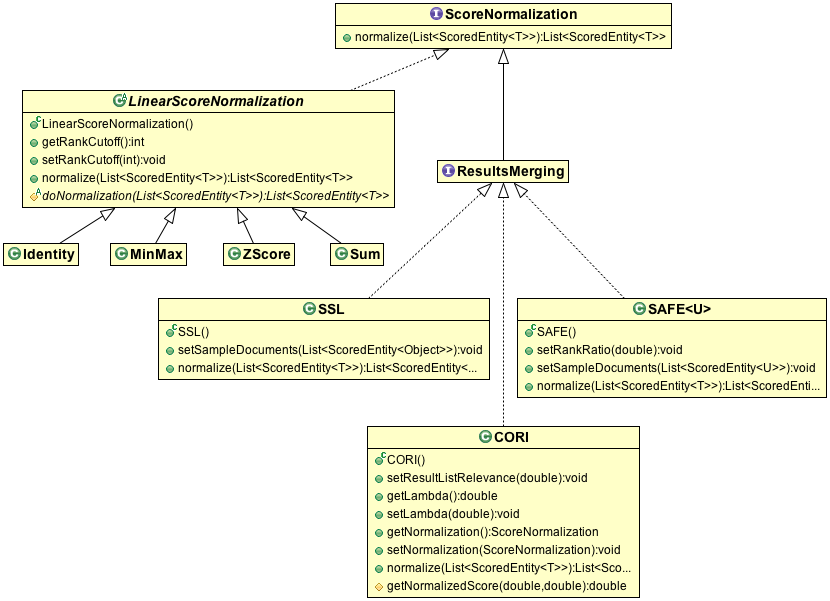 ScoreNormalization
normalize(List<ScoredEntity<T>>):List<ScoredEntity<T>>
LinearScoreNormalization
LinearScoreNormalization()
getRankCutoff():int
setRankCutoff(int):void
normalize(List<ScoredEntity<T>>):List<ScoredEntity<T>>
doNormalization(List<ScoredEntity<T>>):List<ScoredEntity<T>>
ResultsMerging
Identity
MinMax
ZScore
Sum
SSL
SSL()
setSampleDocuments(List<ScoredEntity<Object>>):void
normalize(List<ScoredEntity<T>>):List<ScoredEntity<...
SAFE<U>
SAFE()
setRankRatio(double):void
setSampleDocuments(List<ScoredEntity<U>>):void
normalize(List<ScoredEntity<T>>):List<ScoredEnti...
CORI
CORI()
setResultListRelevance(double):void
getLambda():double
setLambda(double):void
getNormalization():ScoreNormalization
setNormalization(ScoreNormalization):void
normalize(List<ScoredEntity<T>>):List<Sco...
getNormalizedScore(double,double):double